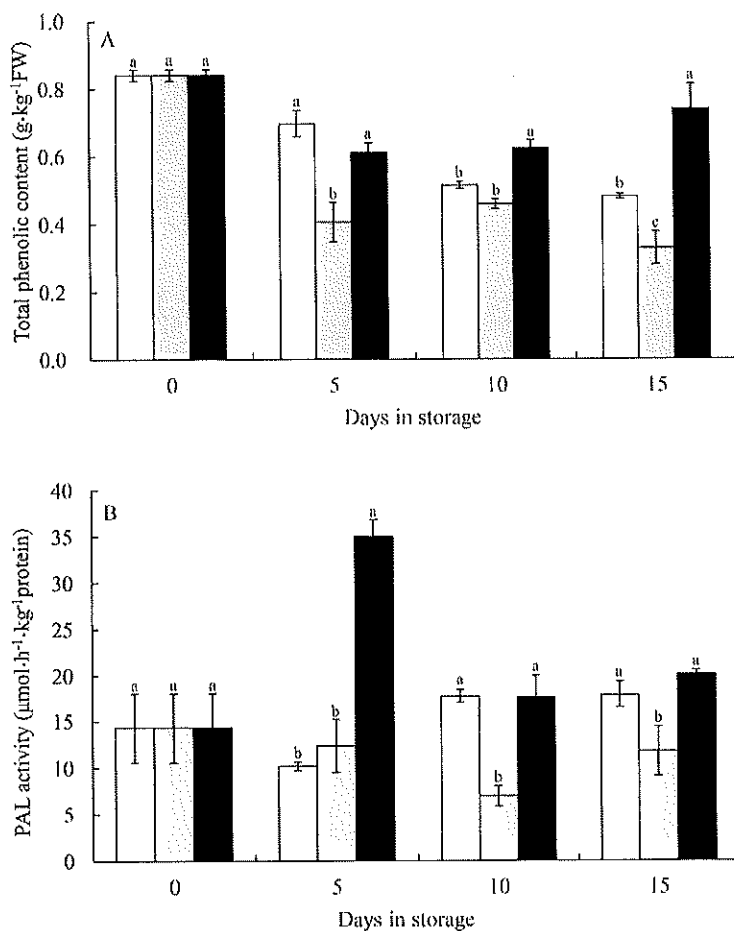 A
Total phenolic content (g·kg⁻¹FW)
1.0
0.8
0.6
0.4
0.2
0.0
a a a
a b a
b b a
b c a
0 5 10 15
Days in storage
B
PAL activity (μmol·h⁻¹·kg⁻¹protein)
40
35
30
25
20
15
10
5
0
a a a
b b a
a b a
a b a
0 5 10 15
Days in storage